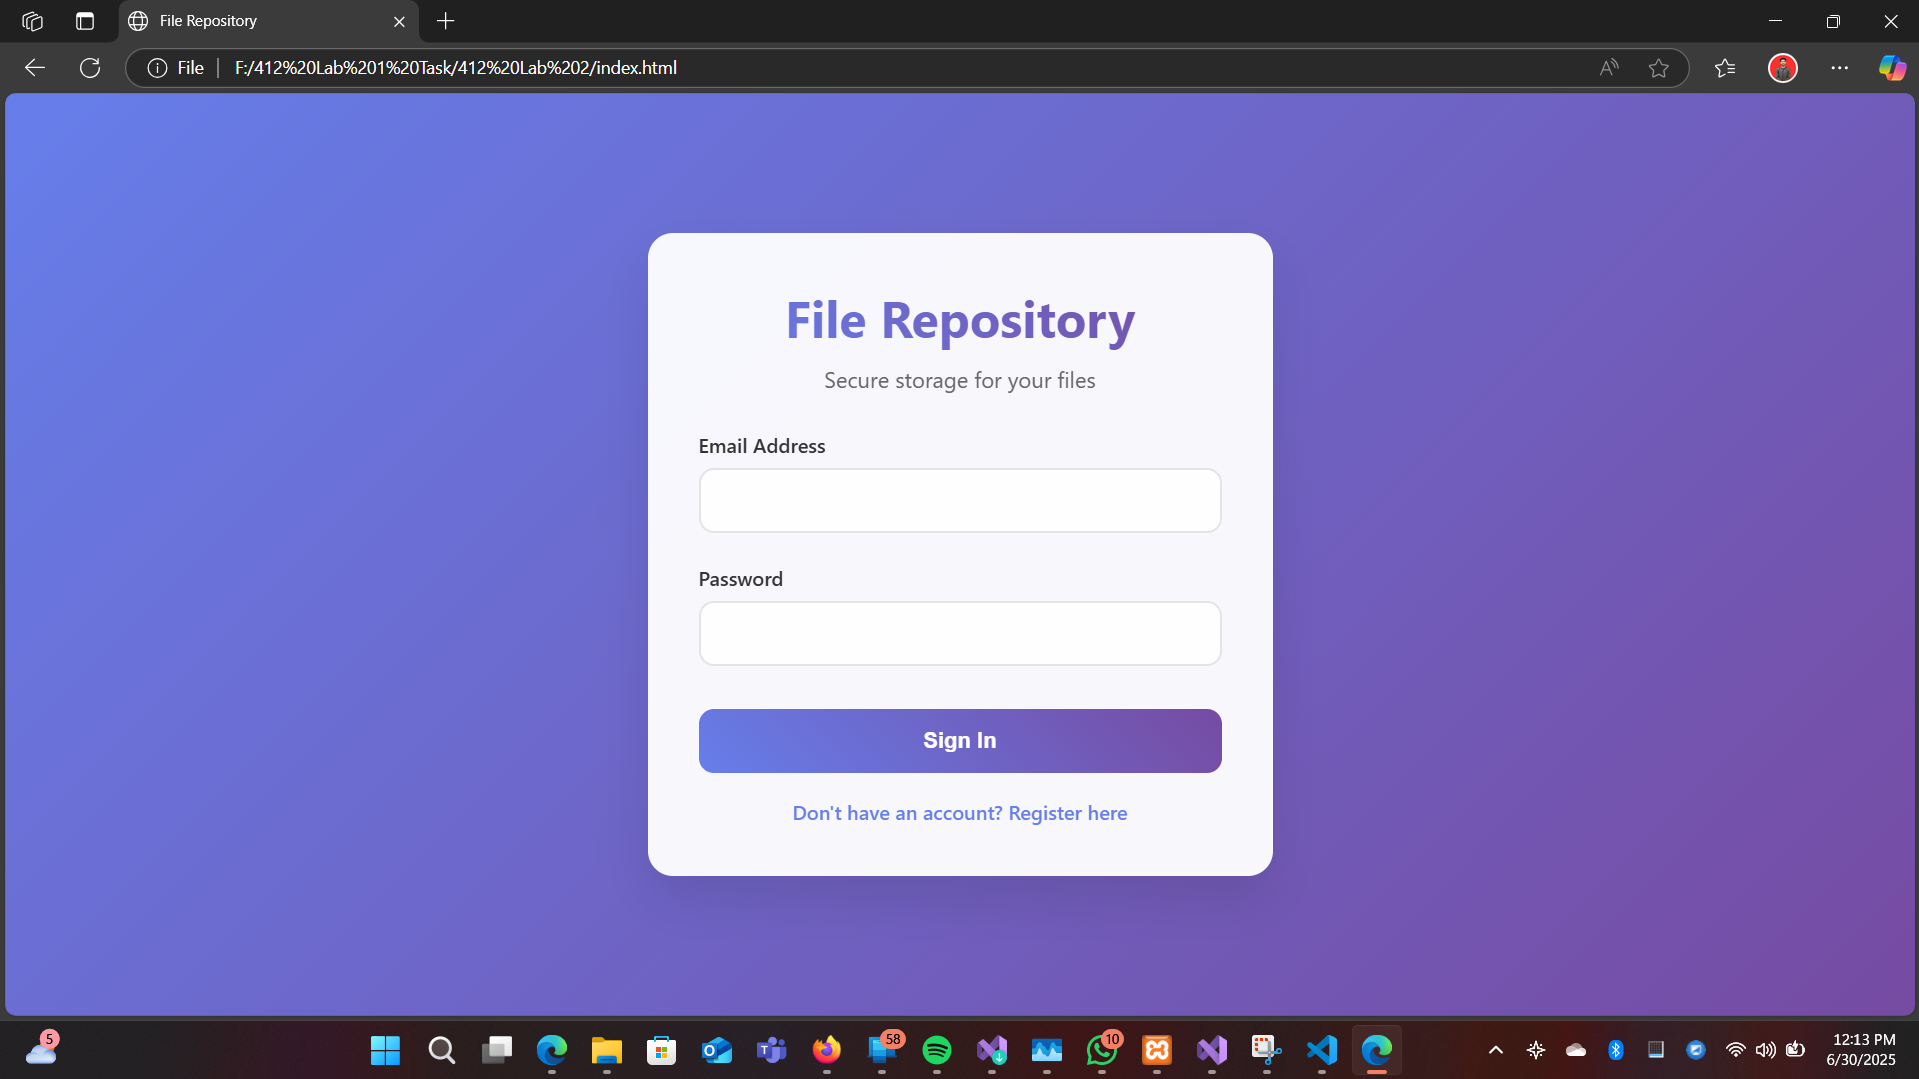 File Repository
File
F:/412%20Lab%201%20Task/412%20Lab%202/index.html
File Repository
Secure storage for your files
Email Address
Password
Sign In
Don't have an account? Register here
5
58
10
12:13 PM
6/30/2025